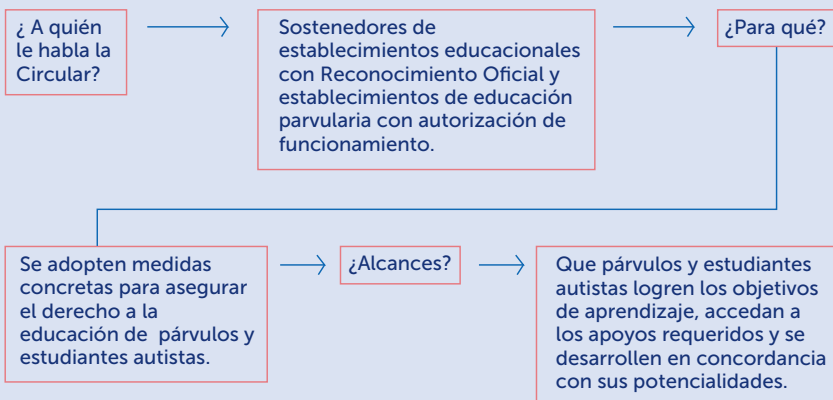 ¿ A quién
le habla la
Circular?
Sostenedores de
establecimientos educacionales
con Reconocimiento Oficial y
establecimientos de educación
parvularia con autorización de
funcionamiento.
¿Para qué?
Se adopten medidas
concretas para asegurar
el derecho a la
educación de párvulos y
estudiantes autistas.
¿Alcances?
Que párvulos y estudiantes
autistas logren los objetivos
de aprendizaje, accedan a
los apoyos requeridos y se
desarrollen en concordancia
con sus potencialidades.